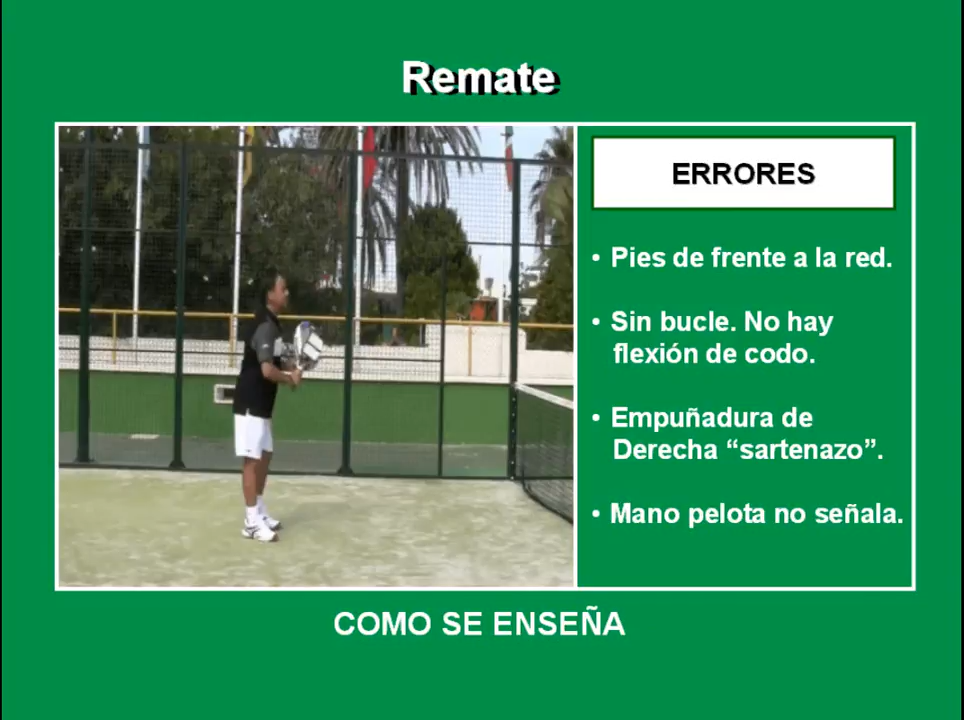 Remate
ERRORES
• Pies de frente a la red.
• Sin bucle. No hay
flexión de codo.
• Empuñadura de
Derecha “sartenazo”.
• Mano pelota no señala.
COMO SE ENSEÑA